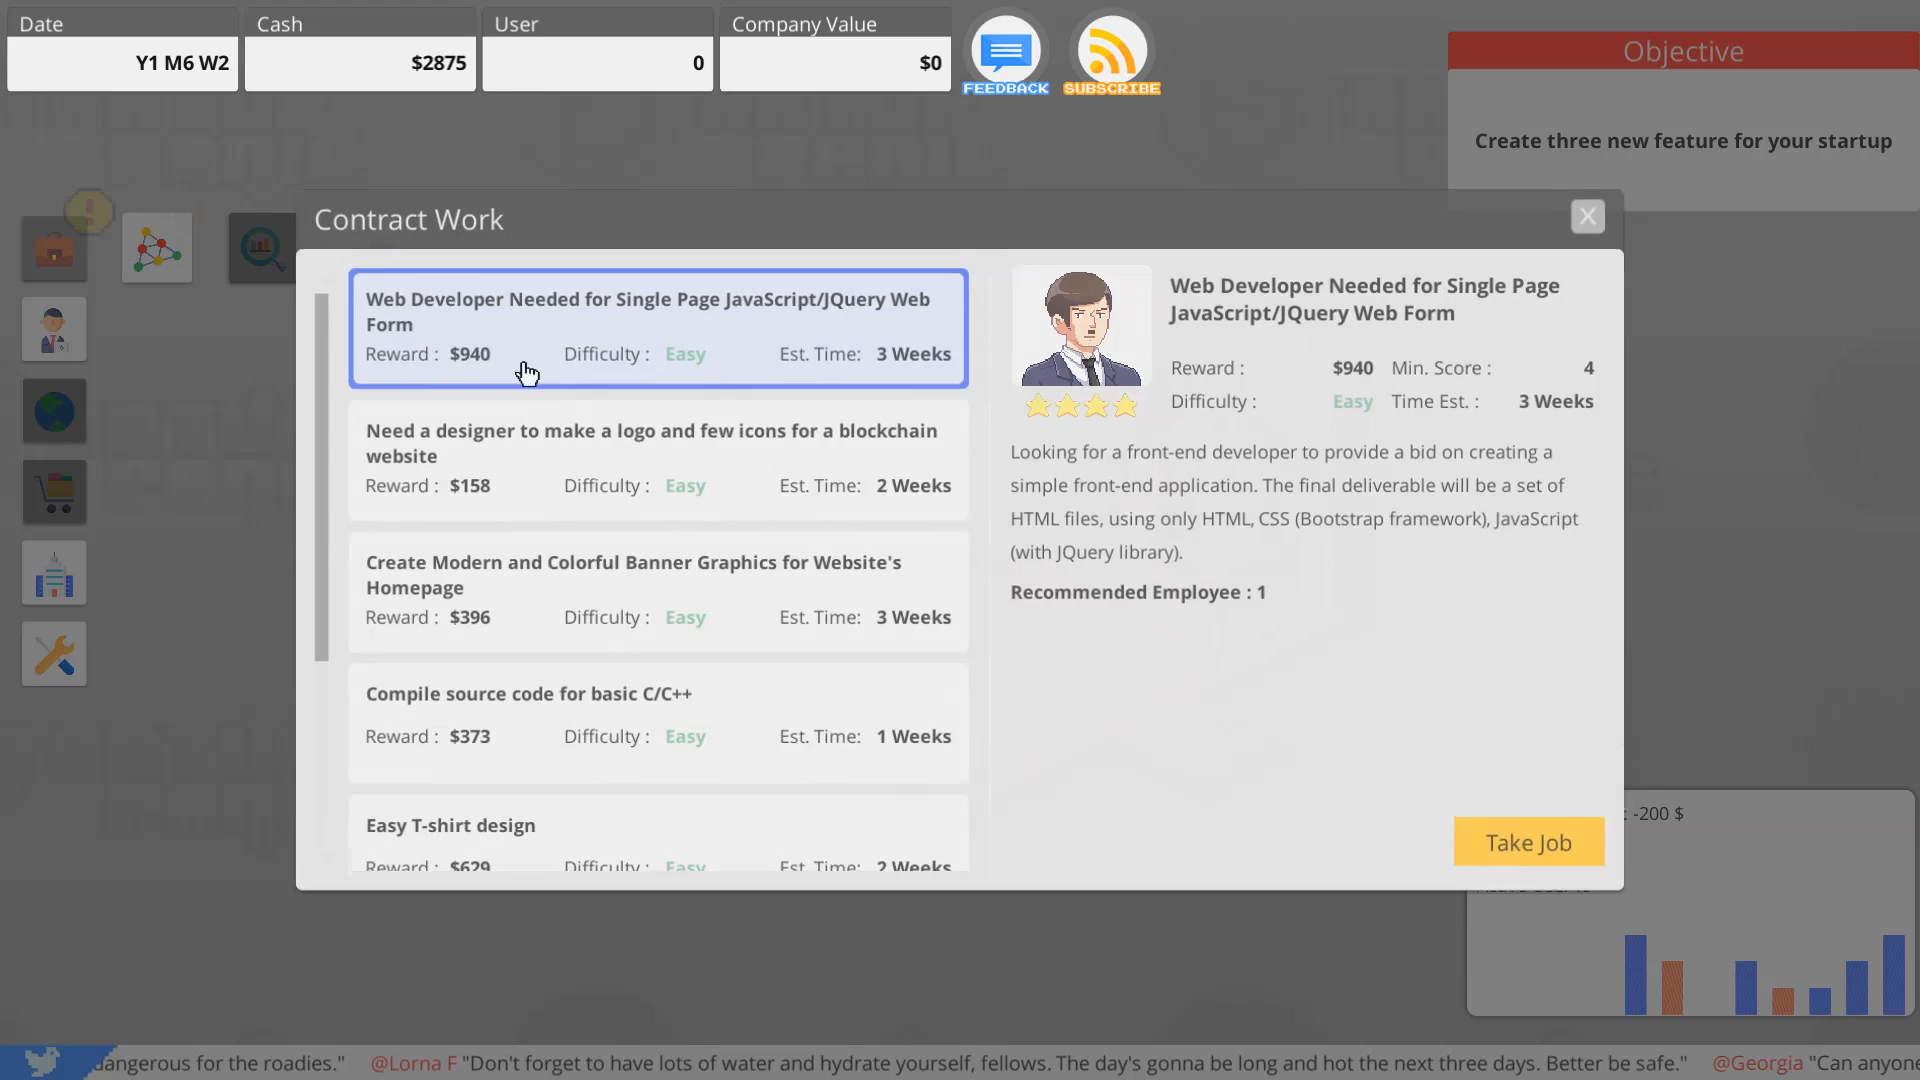 Date
Cash
User
Company Value
Y1 M6 W2
$2875
0
$0
FEEDBACK
SUBSCRIBE
Objective
Create three new feature for your startup
Contract Work
X
Web Developer Needed for Single Page JavaScript/JQuery Web
Form
Reward : $940 Difficulty : Easy Est. Time: 3 Weeks
Need a designer to make a logo and few icons for a blockchain
website
Reward : $158 Difficulty : Easy Est. Time: 2 Weeks
Create Modern and Colorful Banner Graphics for Website's
Homepage
Reward : $396 Difficulty : Easy Est. Time: 3 Weeks
Compile source code for basic C/C++
Reward : $373 Difficulty : Easy Est. Time: 1 Weeks
Easy T-shirt design
Reward : $629 Difficulty : Easy Est. Time: 2 Weeks
Web Developer Needed for Single Page
JavaScript/JQuery Web Form
Reward : $940 Min. Score : 4
Difficulty : Easy Time Est. : 3 Weeks
Looking for a front-end developer to provide a bid on creating a
simple front-end application. The final deliverable will be a set of
HTML files, using only HTML, CSS (Bootstrap framework), JavaScript
(with JQuery library).
Recommended Employee : 1
Take Job
: -200 $
dangerous for the roadies." @Lorna F "Don't forget to have lots of water and hydrate yourself, fellows. The day's gonna be long and hot the next three days. Better be safe." @Georgia "Can anyone